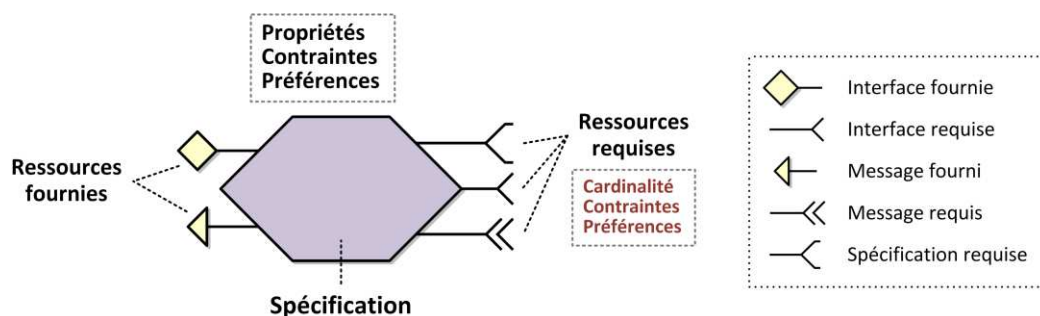 Propriétés
Contraintes
Préférences
Ressources
fournies
Ressources
requises
Cardinalité
Contraintes
Préférences
Spécification
Interface fournie
Interface requise
Message fourni
Message requis
Spécification requise